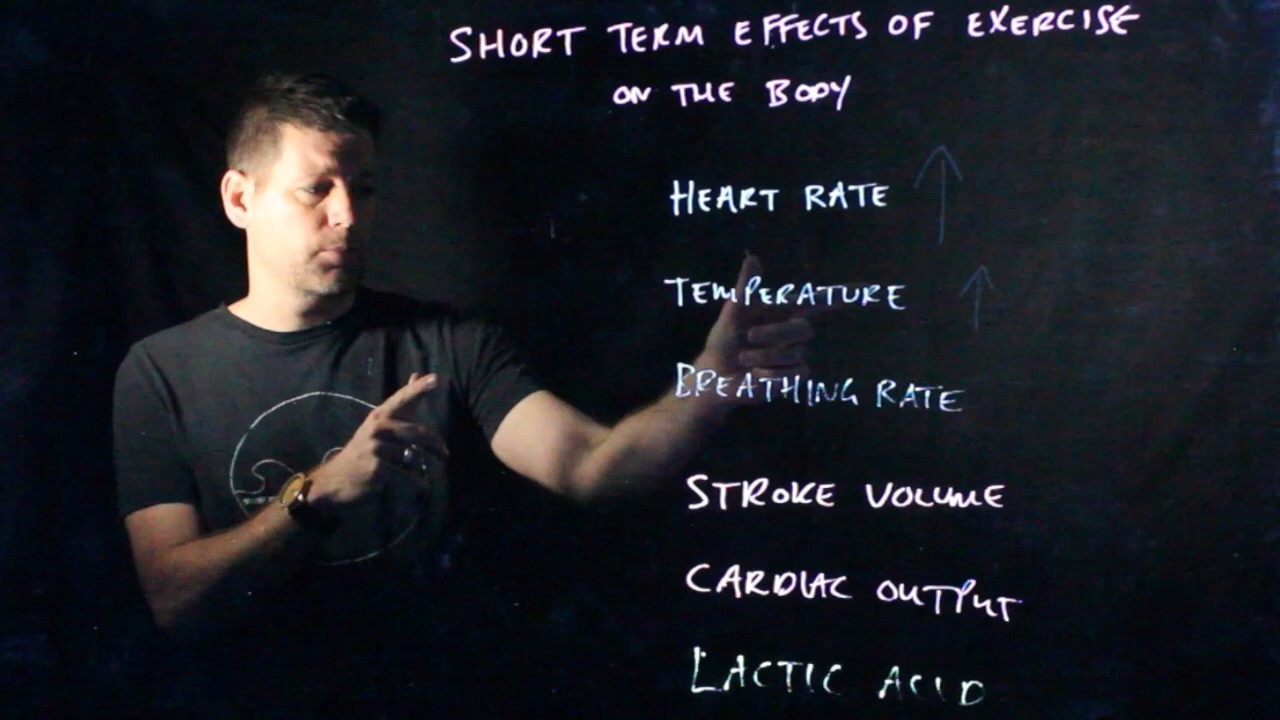 SHORT TERM EFFECTS OF EXERCISE
ON THE BODY
HEART RATE ↑
TEMPERATURE ↑
BREATHING RATE
STROKE VOLUME
CARDIAC OUTPUT
LACTIC ACID